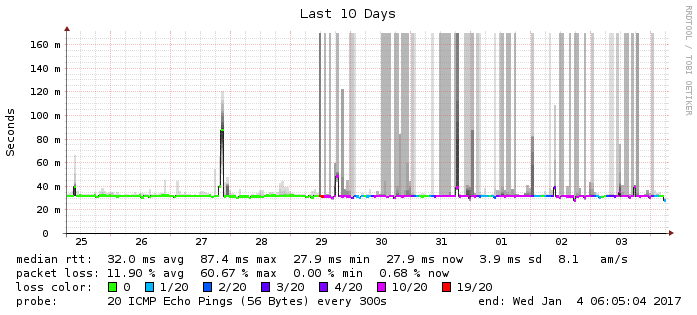 Last 10 Days
RRDTOOL / TOBI OETIKER
Seconds
160 m
140 m
120 m
100 m
80 m
60 m
40 m
20 m
0
25 26 27 28 29 30 31 01 02 03
median rtt: 32.0 ms avg 87.4 ms max 27.9 ms min 27.9 ms now 3.9 ms sd 8.1 am/s
packet loss: 11.90 % avg 60.67 % max 0.00 % min 0.68 % now
loss color: 0 1/20 2/20 3/20 4/20 10/20 19/20
probe: 20 ICMP Echo Pings (56 Bytes) every 300s end: Wed Jan 4 06:05:04 2017